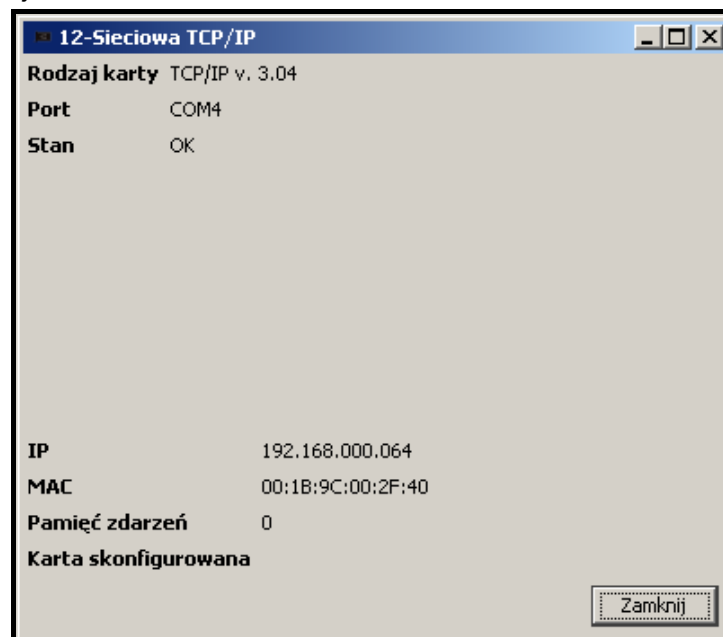 12-Sieciowa TCP/IP
Rodzaj karty TCP/IP v. 3.04
Port COM4
Stan OK
IP 192.168.000.064
MAC 00:1B:9C:00:2F:40
Pamięć zdarzeń 0
Karta skonfigurowana
Zamknij